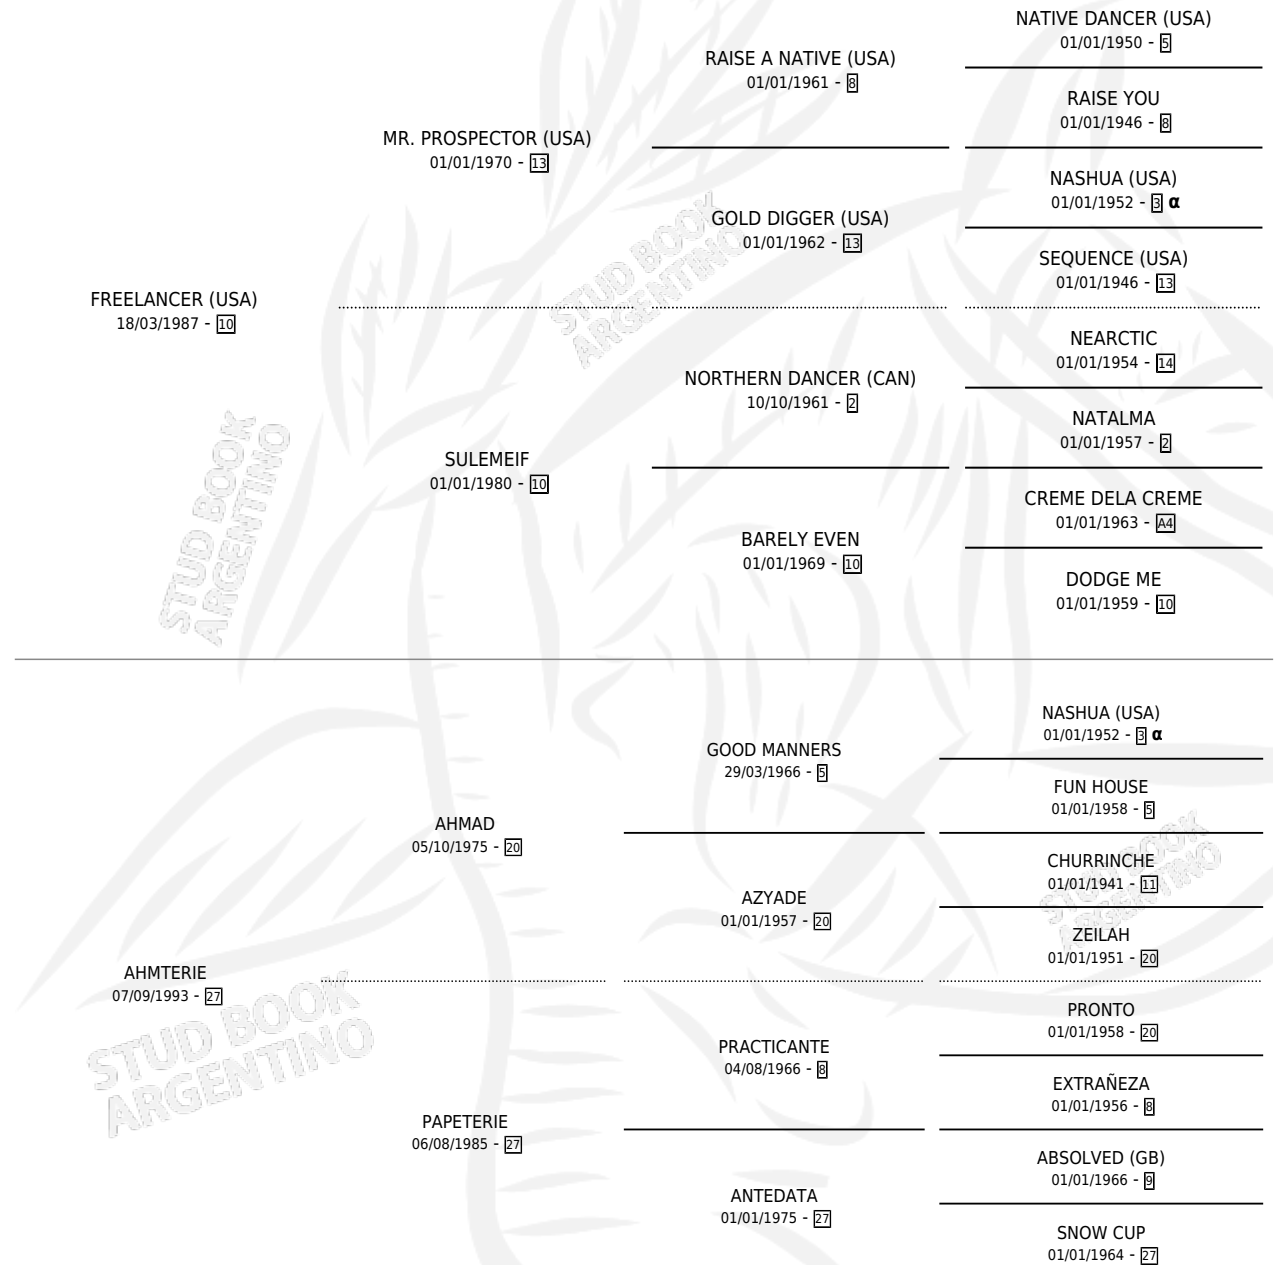 NATIVE DANCER (USA)
01/01/1950 - 5
RAISE A NATIVE (USA)
01/01/1961 - 8
RAISE YOU
01/01/1946 - 8
MR. PROSPECTOR (USA)
01/01/1970 - 13
NASHUA (USA)
01/01/1952 - 3 α
GOLD DIGGER (USA)
01/01/1962 - 13
SEQUENCE (USA)
01/01/1946 - 13
FREELANCER (USA)
18/03/1987 - 10
NEARCTIC
01/01/1954 - 14
NORTHERN DANCER (CAN)
10/10/1961 - 2
NATALMA
01/01/1957 - 2
SULEMEIF
01/01/1980 - 10
CREME DELA CREME
01/01/1963 - A4
BARELY EVEN
01/01/1969 - 10
DODGE ME
01/01/1959 - 10
NASHUA (USA)
01/01/1952 - 3 α
GOOD MANNERS
29/03/1966 - 5
FUN HOUSE
01/01/1958 - 5
AHMAD
05/10/1975 - 20
CHURRINCHE
01/01/1941 - 11
AZYADE
01/01/1957 - 20
ZEILAH
01/01/1951 - 20
AHMTERIE
07/09/1993 - 27
PRONTO
01/01/1958 - 20
PRACTICANTE
04/08/1966 - 8
EXTRAÑEZA
01/01/1956 - 8
PAPETERIE
06/08/1985 - 27
ABSOLVED (GB)
01/01/1966 - 9
ANTEDATA
01/01/1975 - 27
SNOW CUP
01/01/1964 - 27
STUD BOOK
ARGENTINO
STUD BOOK
ARGENTINO
STUD BOOK
ARGENTINO
STUD BOOK
ARGENTINO